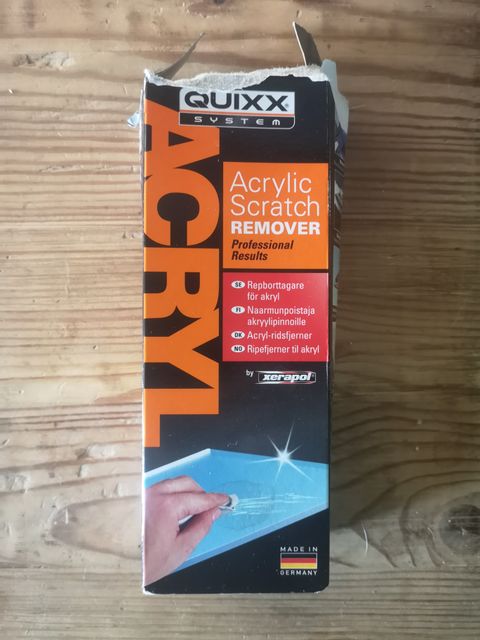 QUIXX
SYSTEM
ACRYL
Acrylic
Scratch
REMOVER
Professional
Results
SE Repborttagare
för akryl
FI Naarmunpoistaja
akryylipinnoille
DK Acryl-ridsfjerner
NO Ripefjerner til akryl
by xerapol
MADE IN
GERMANY